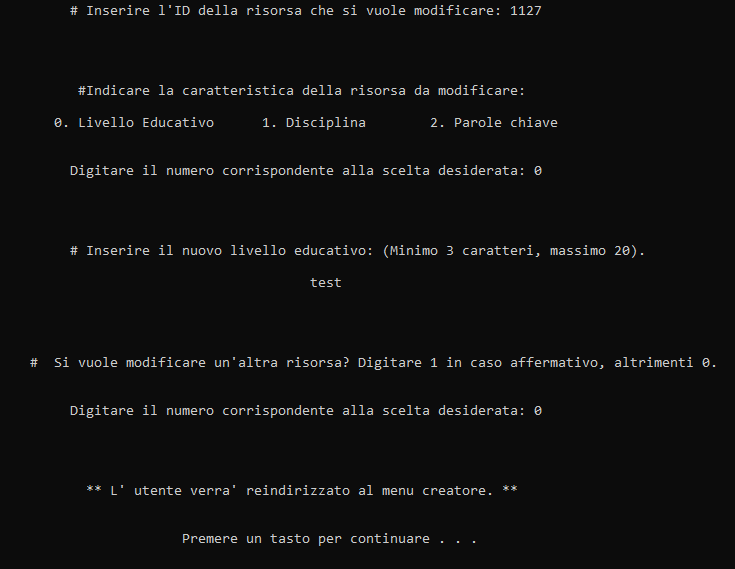 # Inserire l'ID della risorsa che si vuole modificare: 1127
#Indicare la caratteristica della risorsa da modificare:
0. Livello Educativo 1. Disciplina 2. Parole chiave
Digitare il numero corrispondente alla scelta desiderata: 0
# Inserire il nuovo livello educativo: (Minimo 3 caratteri, massimo 20).
test
# Si vuole modificare un'altra risorsa? Digitare 1 in caso affermativo, altrimenti 0.
Digitare il numero corrispondente alla scelta desiderata: 0
** L' utente verra' reindirizzato al menu creatore. **
Premere un tasto per continuare . . .